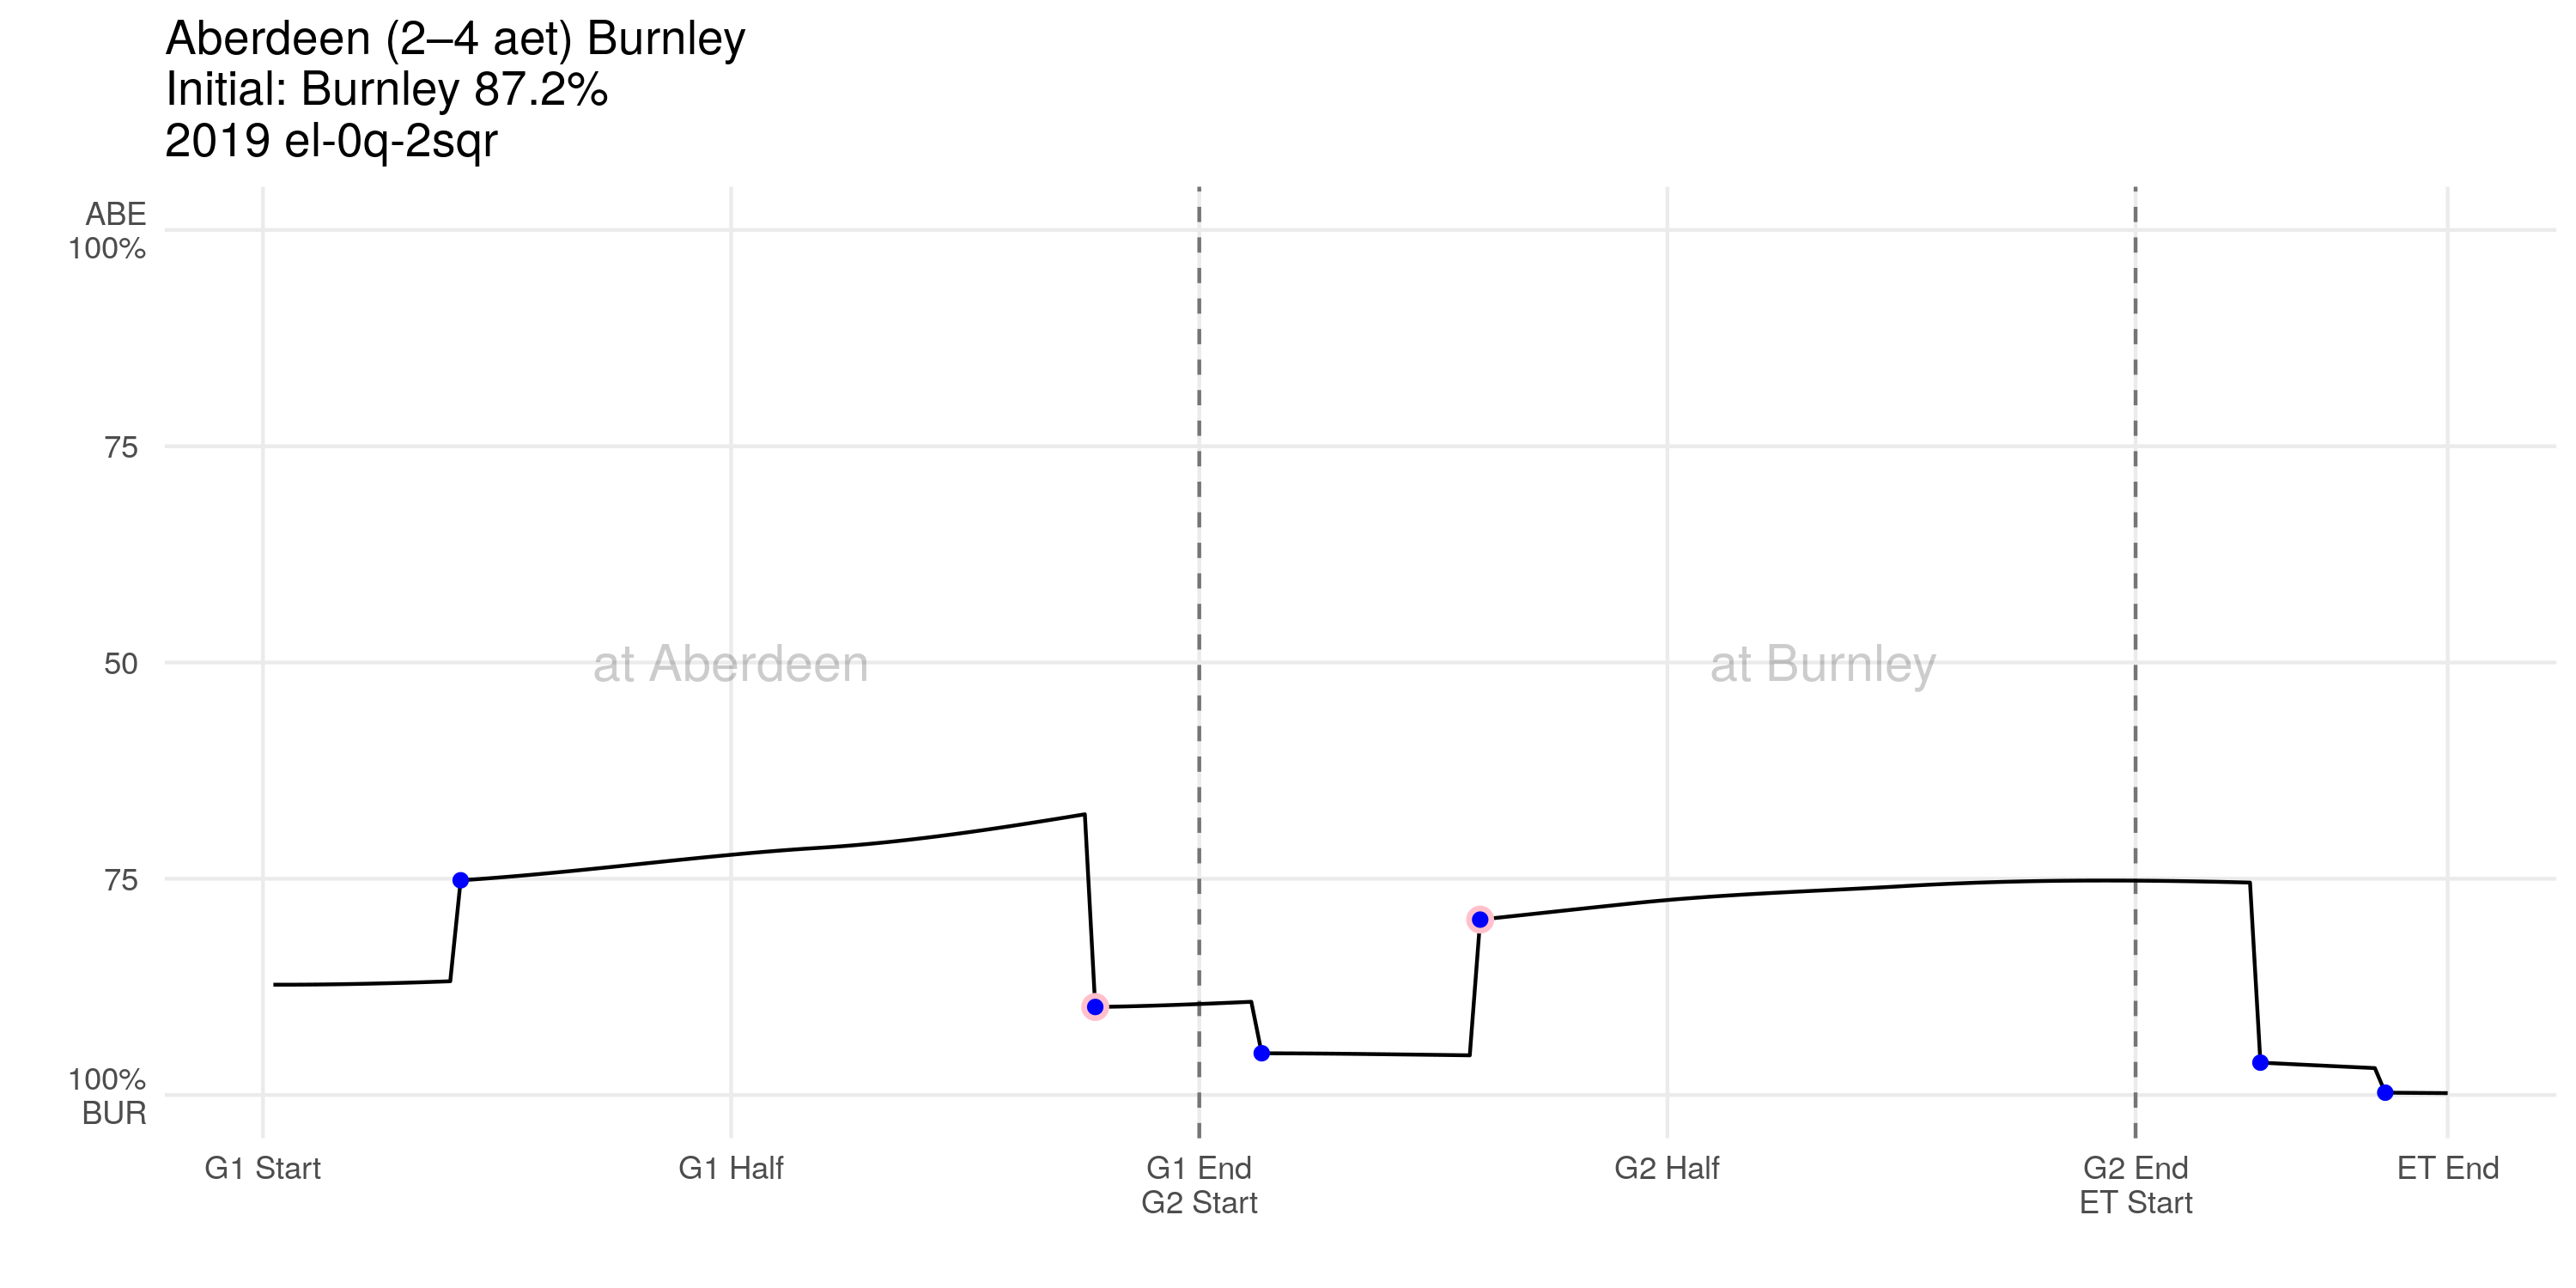 Aberdeen (2–4 aet) Burnley
Initial: Burnley 87.2%
2019 el-0q-2sqr
ABE
100%
75
50
75
100%
BUR
at Aberdeen
at Burnley
G1 Start
G1 Half
G1 End
G2 Start
G2 Half
G2 End
ET Start
ET End